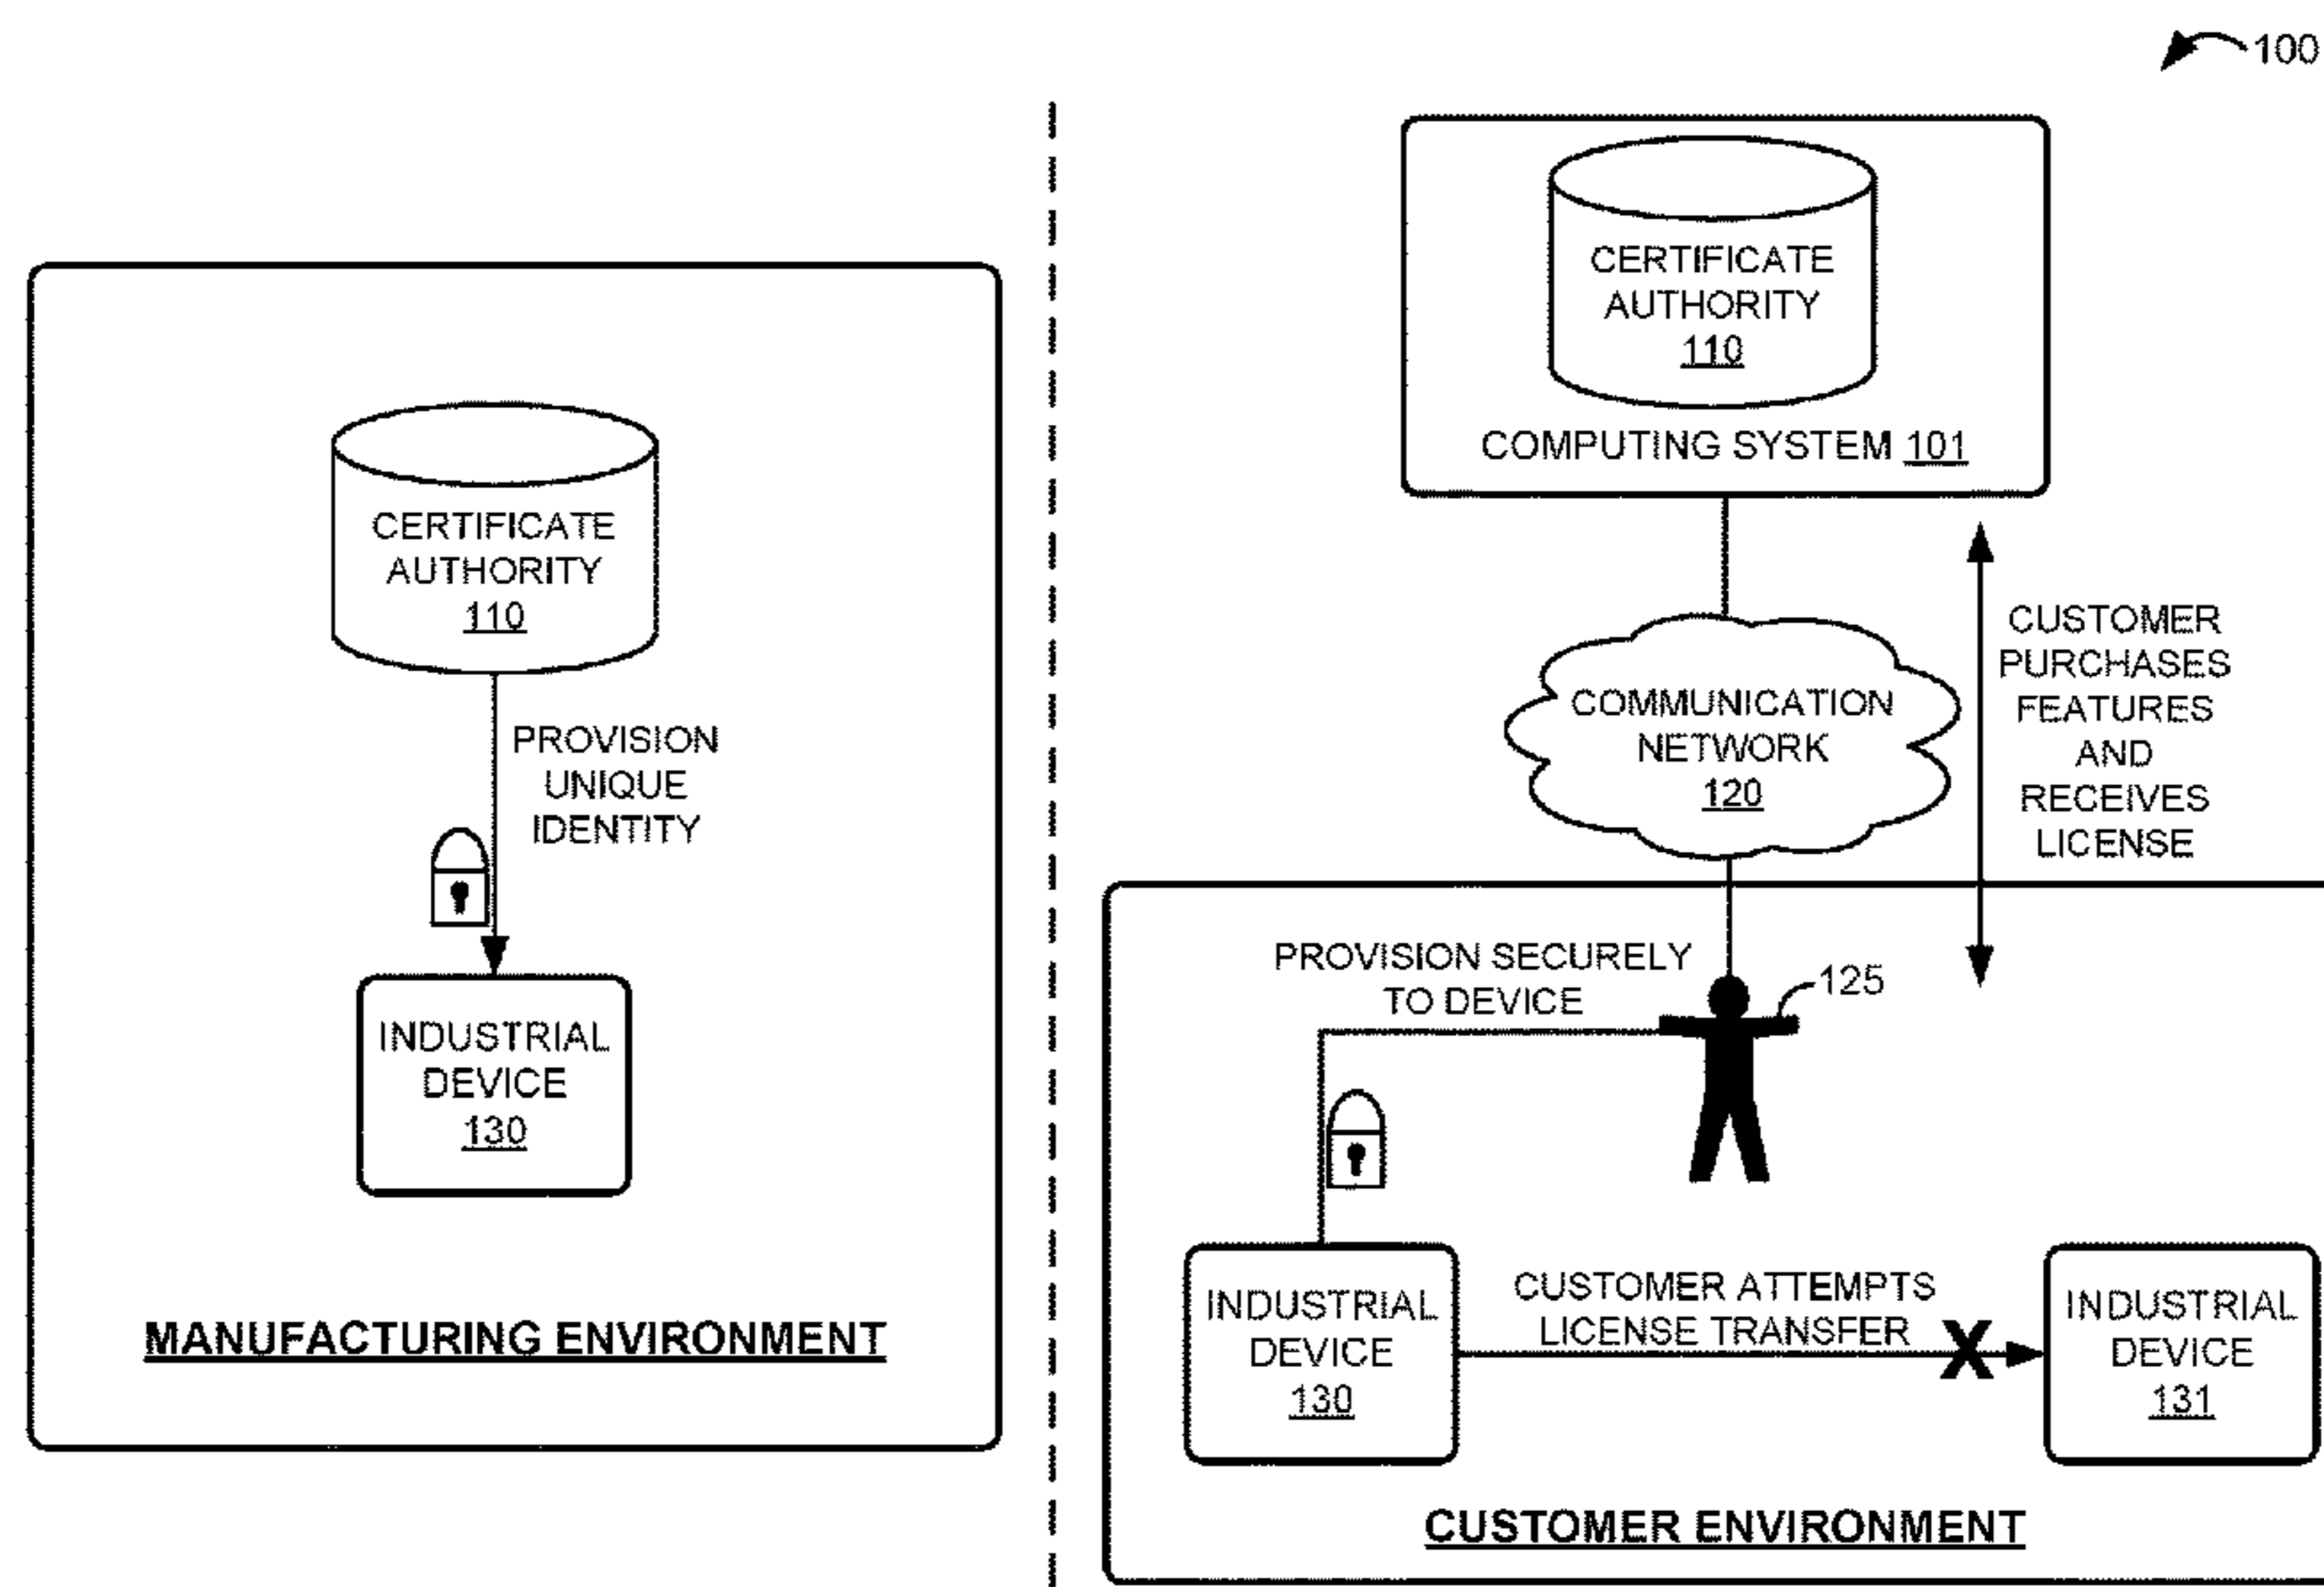 100
CERTIFICATE
AUTHORITY
110
PROVISION
UNIQUE
IDENTITY
INDUSTRIAL
DEVICE
130
MANUFACTURING ENVIRONMENT
CERTIFICATE
AUTHORITY
110
COMPUTING SYSTEM 101
COMMUNICATION
NETWORK
120
CUSTOMER
PURCHASES
FEATURES
AND
RECEIVES
LICENSE
PROVISION SECURELY
TO DEVICE
125
INDUSTRIAL
DEVICE
130
CUSTOMER ATTEMPTS
LICENSE TRANSFER
X
INDUSTRIAL
DEVICE
131
CUSTOMER ENVIRONMENT